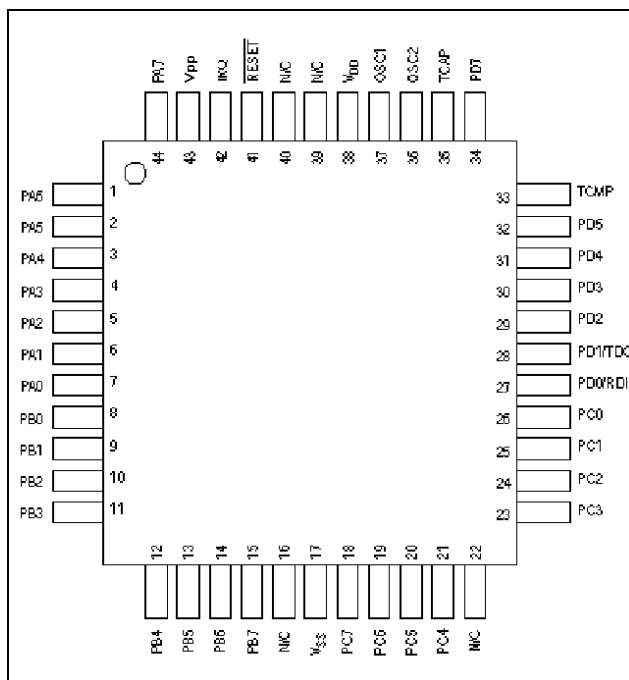 PA7 VPP IRQ RESET N/C N/C VDD OSC1 OSC2 TCAP PD7
44 43 42 41 40 39 38 37 36 35 34
PA6 1 33 TCMP
PA5 2 32 PD5
PA4 3 31 PD4
PA3 4 30 PD3
PA2 5 29 PD2
PA1 6 28 PD1/TDO
PA0 7 27 PD0/RDI
PB0 8 26 PC0
PB1 9 25 PC1
PB2 10 24 PC2
PB3 11 23 PC3
12 13 14 15 16 17 18 19 20 21 22
PB4 PB5 PB6 PB7 N/C VSS PC7 PC6 PC5 PC4 N/C